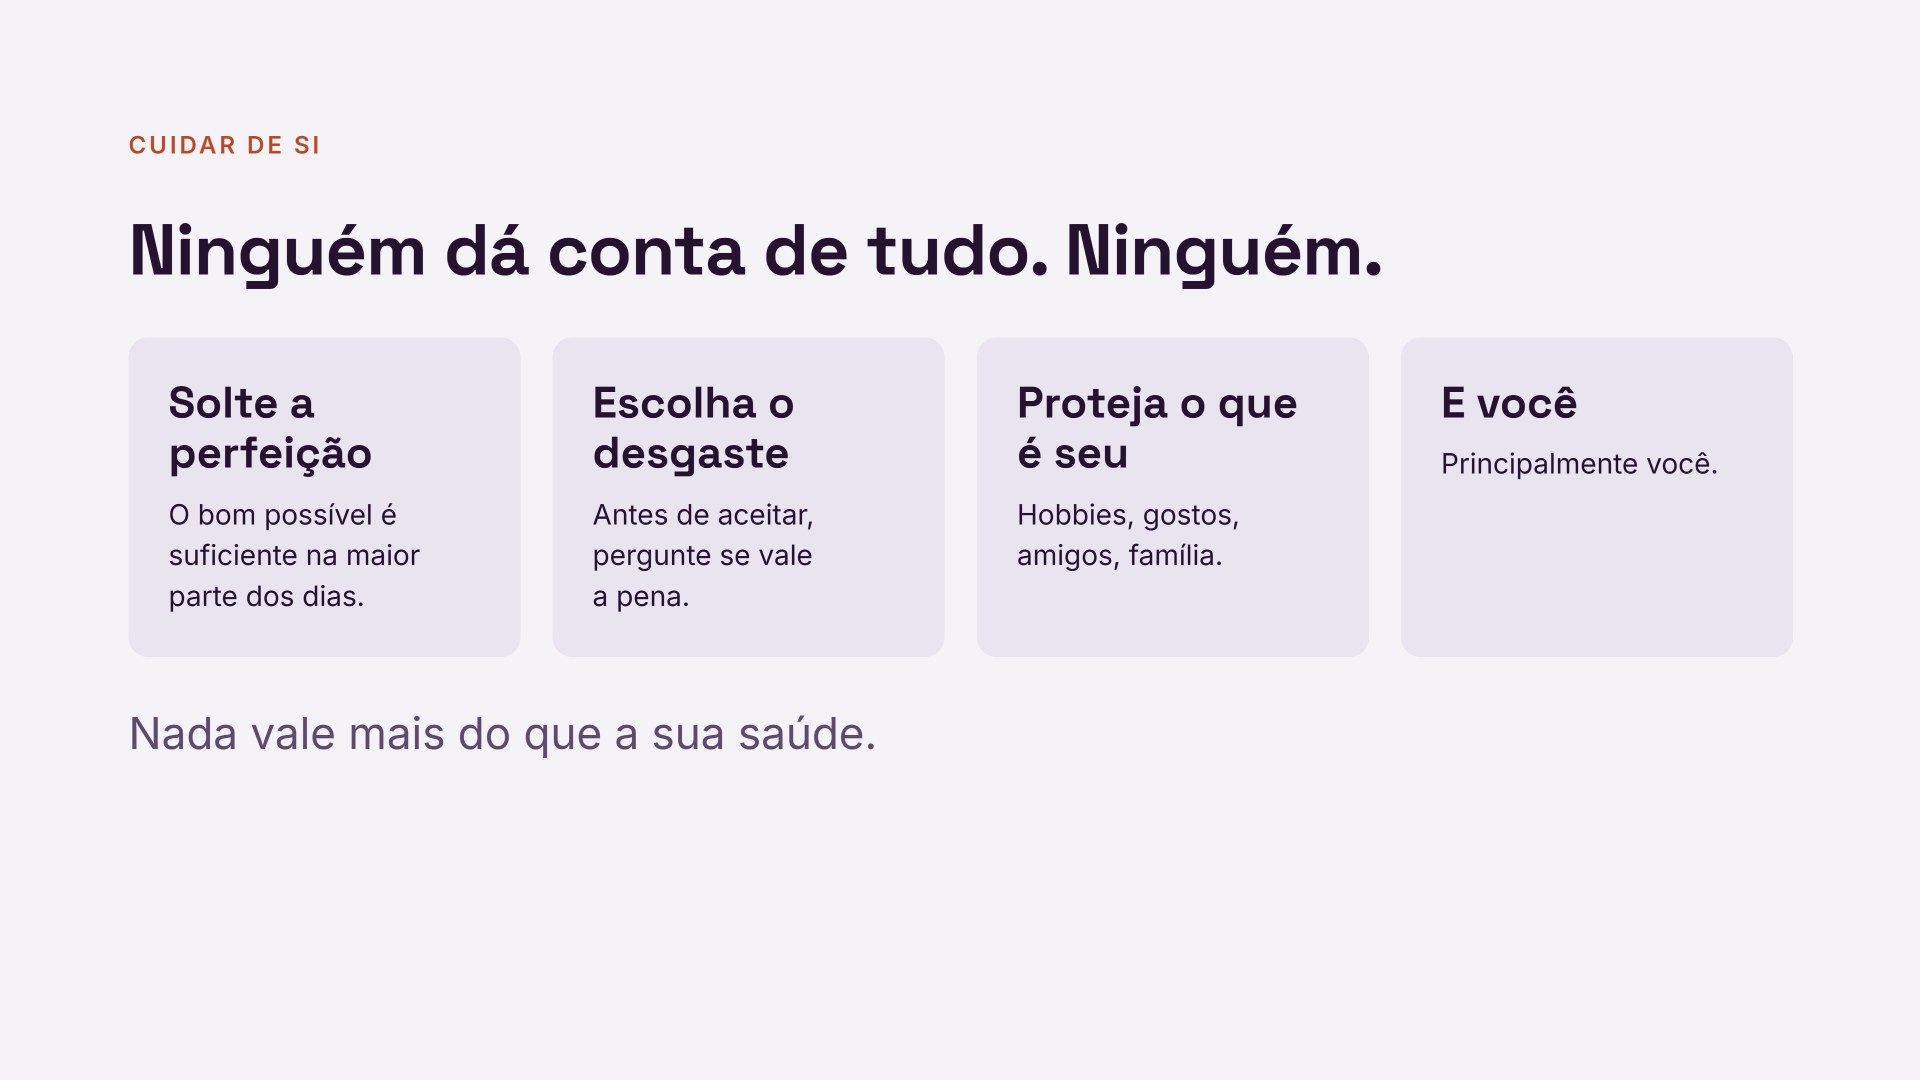 CUIDAR DE SI
Ninguém dá conta de tudo. Ninguém.
Solte a
perfeição
O bom possível é
suficiente na maior
parte dos dias.
Escolha o
desgaste
Antes de aceitar,
pergunte se vale
a pena.
Proteja o que
é seu
Hobbies, gostos,
amigos, família.
E você
Principalmente você.
Nada vale mais do que a sua saúde.